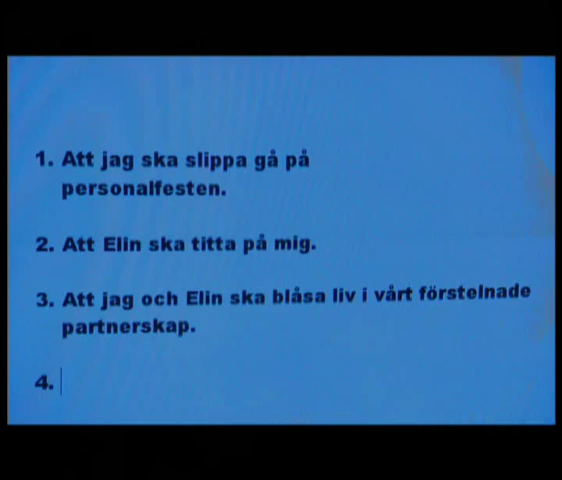 1. Att jag ska slippa gå på
personalfesten.
2. Att Elin ska titta på mig.
3. Att jag och Elin ska blåsa liv i vårt förstelnade
partnerskap.
4.